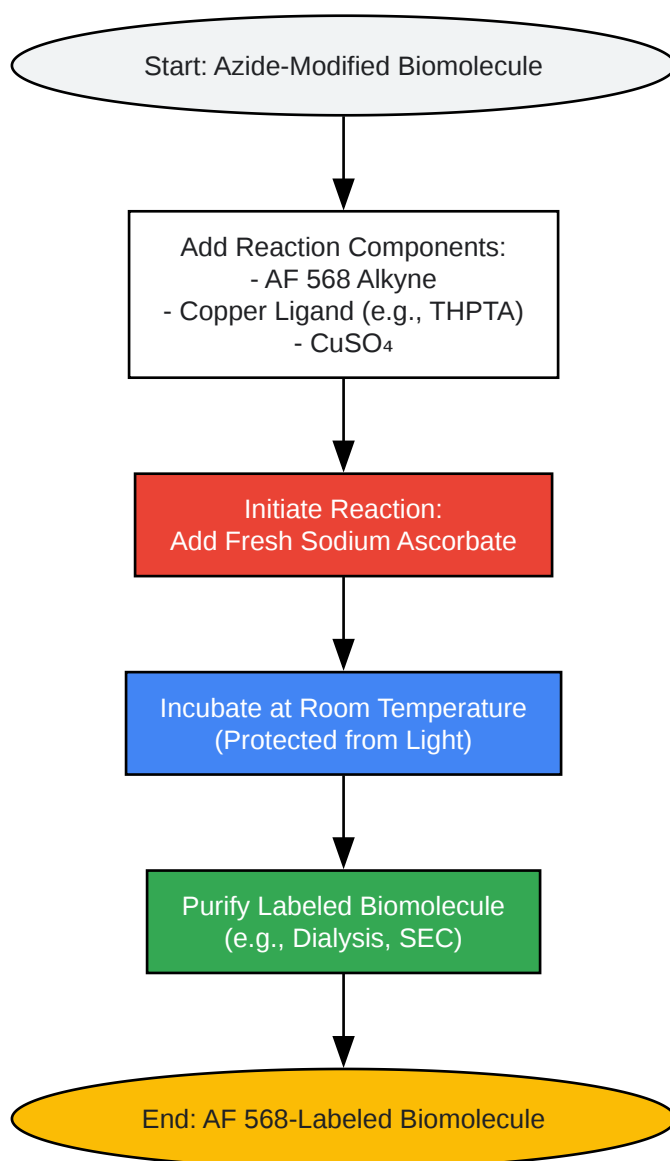 Start: Azide-Modified Biomolecule
Add Reaction Components:
- AF 568 Alkyne
- Copper Ligand (e.g., THPTA)
- CuSO₄
Initiate Reaction:
Add Fresh Sodium Ascorbate
Incubate at Room Temperature
(Protected from Light)
Purify Labeled Biomolecule
(e.g., Dialysis, SEC)
End: AF 568-Labeled Biomolecule